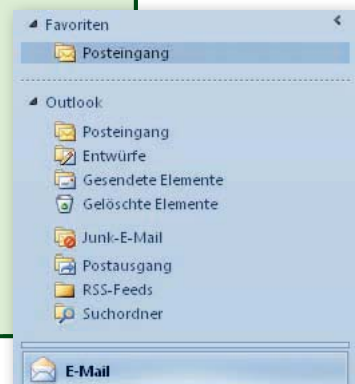 Favoriten
Posteingang
Outlook
Posteingang
Entwürfe
Gesendete Elemente
Gelöschte Elemente
Junk-E-Mail
Postausgang
RSS-Feeds
Suchordner
E-Mail